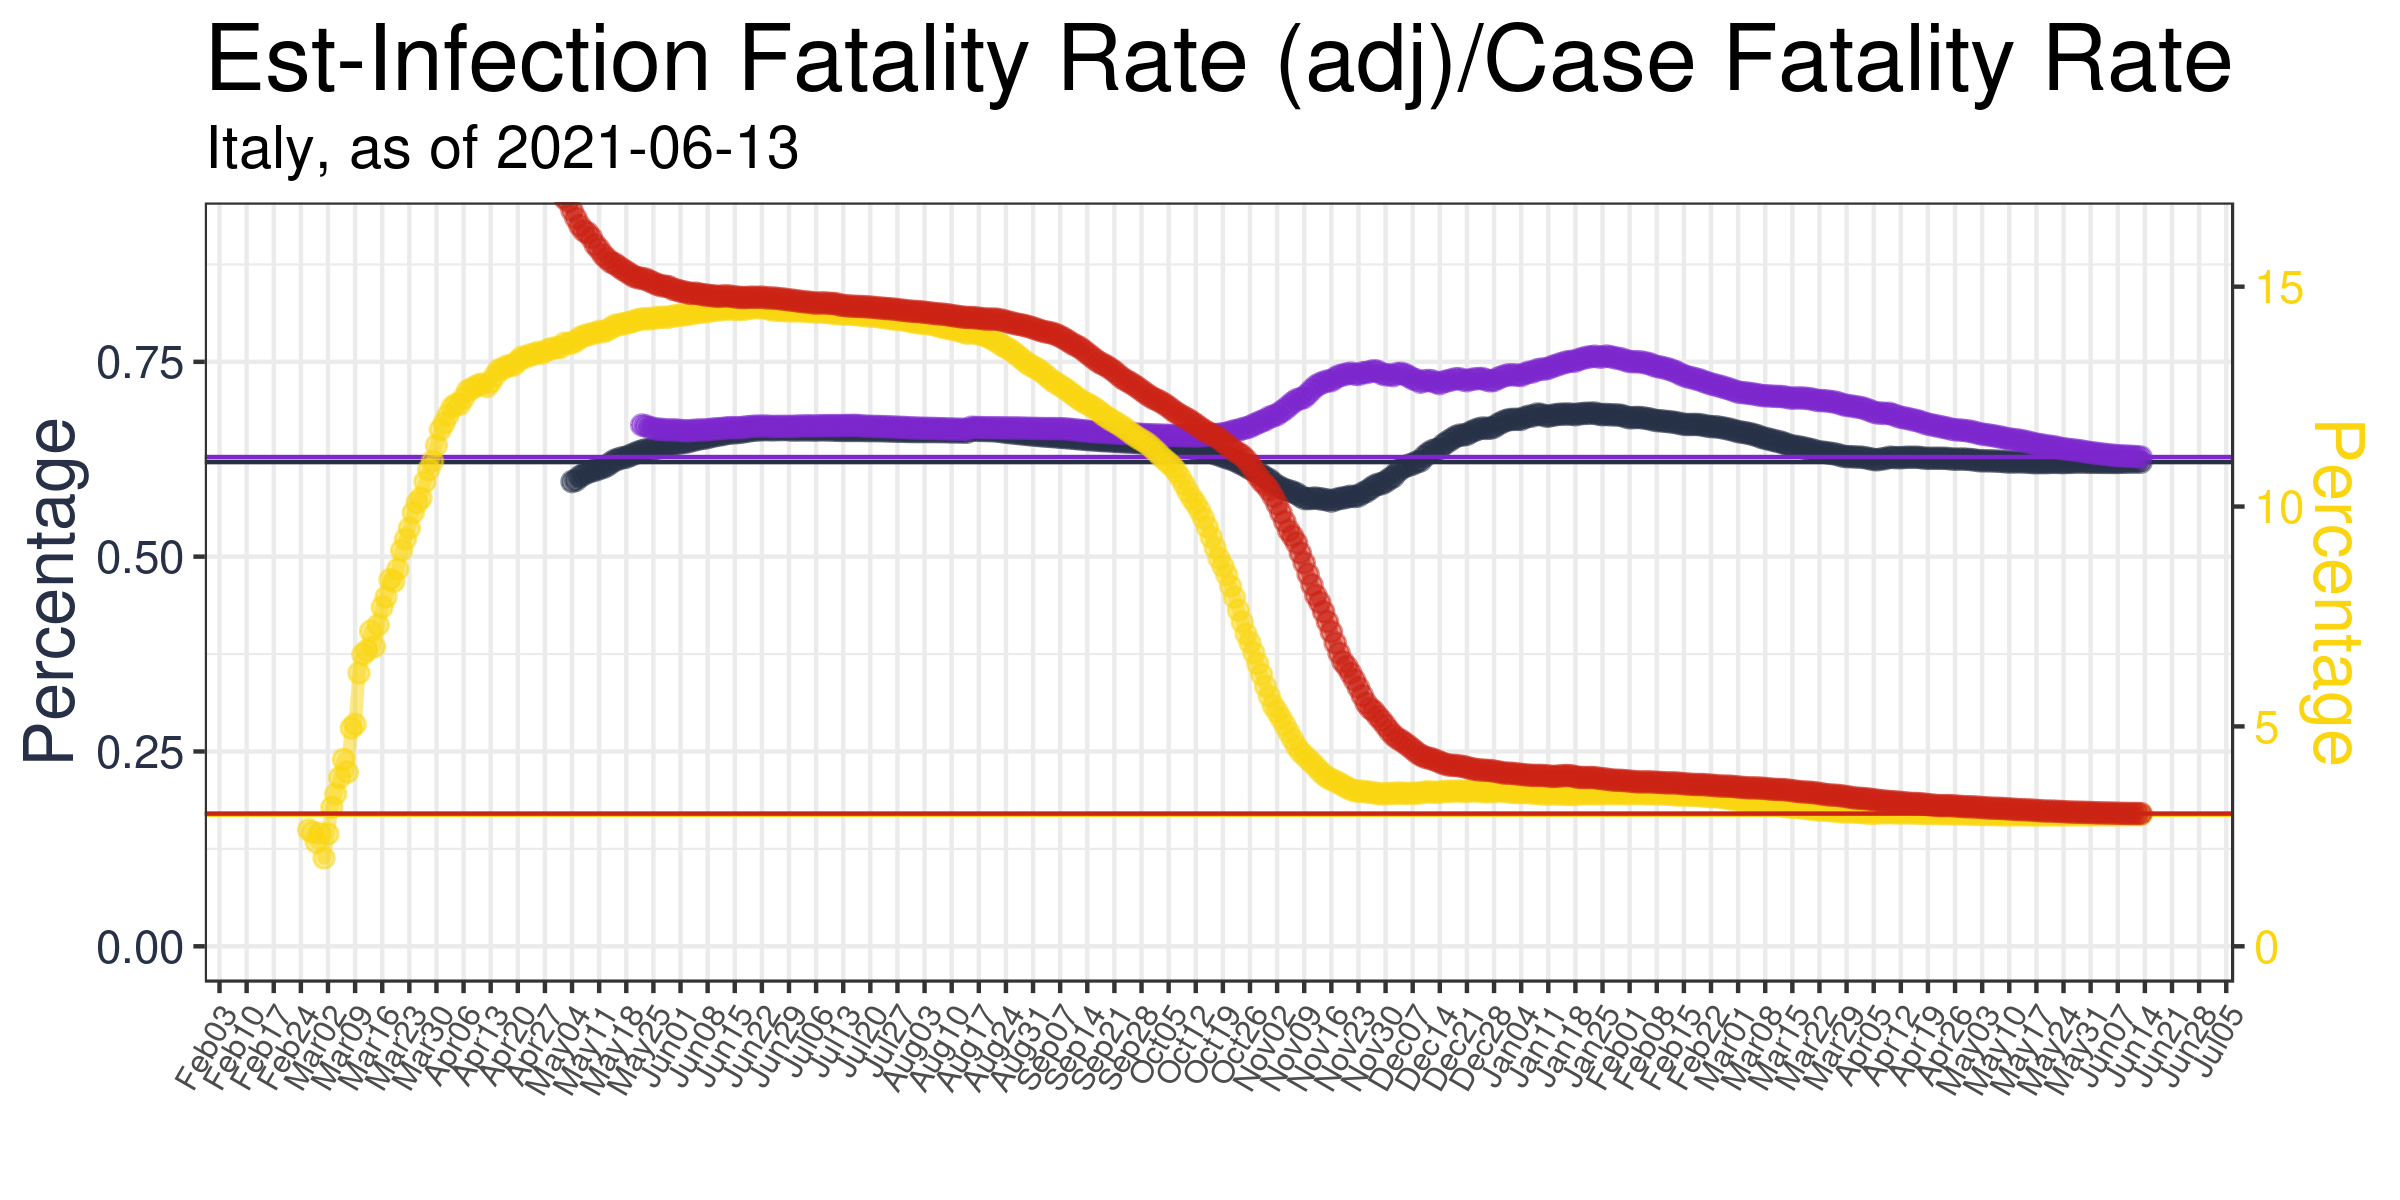 Est-Infection Fatality Rate (adj)/Case Fatality Rate
Italy, as of 2021-06-13
Percentage
0.75
0.50
0.25
0.00
15
10
5
0
Percentage
Feb03
Feb10
Feb17
Feb24
Mar02
Mar09
Mar16
Mar23
Mar30
Apr06
Apr13
Apr20
Apr27
May04
May11
May18
May25
Jun01
Jun08
Jun15
Jun22
Jun29
Jul06
Jul13
Jul20
Jul27
Aug03
Aug10
Aug17
Aug24
Aug31
Sep07
Sep14
Sep21
Sep28
Oct05
Oct12
Oct19
Oct26
Nov02
Nov09
Nov16
Nov23
Nov30
Dec07
Dec14
Dec21
Dec28
Jan04
Jan11
Jan18
Jan25
Feb01
Feb08
Feb15
Feb22
Mar01
Mar08
Mar15
Mar22
Mar29
Apr05
Apr12
Apr19
Apr26
May03
May10
May17
May24
May31
Jun07
Jun14
Jun21
Jun28
Jul05